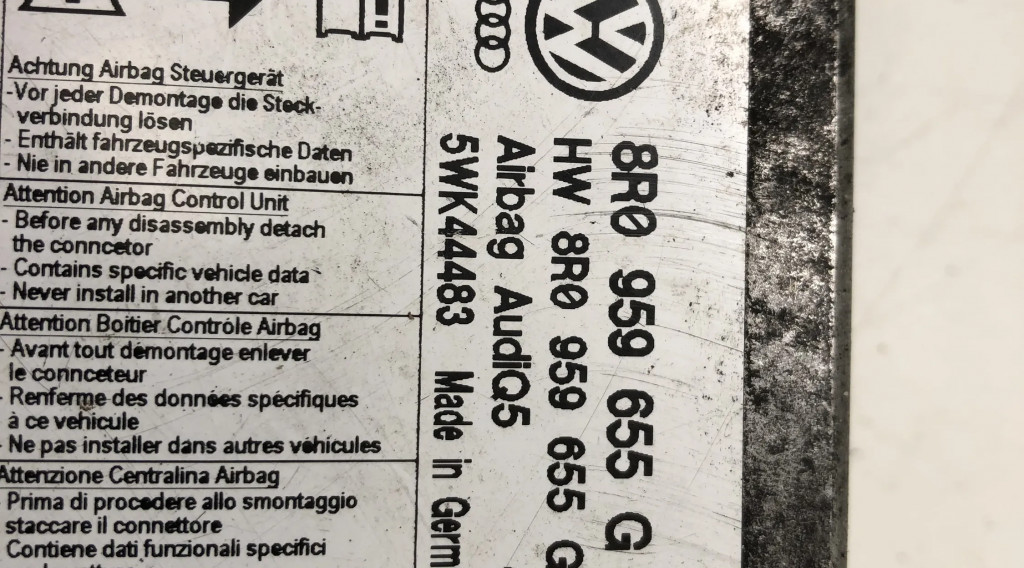 Achtung Airbag Steuergerät
-Vor jeder Demontage die Steck-
verbindung lösen
- Enthält fahrzeugspezifische Daten
- Nie in andere Fahrzeuge einbauen
Attention Airbag Control Unit
- Before any disassembly detach
the conncetor
- Contains specific vehicle data
- Never install in another car
Attention Boîtier Contrôle Airbag
- Avant tout démontage enlever
le connceteur
- Renferme des données spécifiques
à ce véhicule
- Ne pas installer dans autres véhicules
Attenzione Centralina Airbag
Prima di procedere allo smontaggio
staccare il connettore
Contiene dati funzionali specifici
8R0 959 655 G
HW 8R0 959 655 G
Airbag AudiQ5
5WK44483 Made in Germ